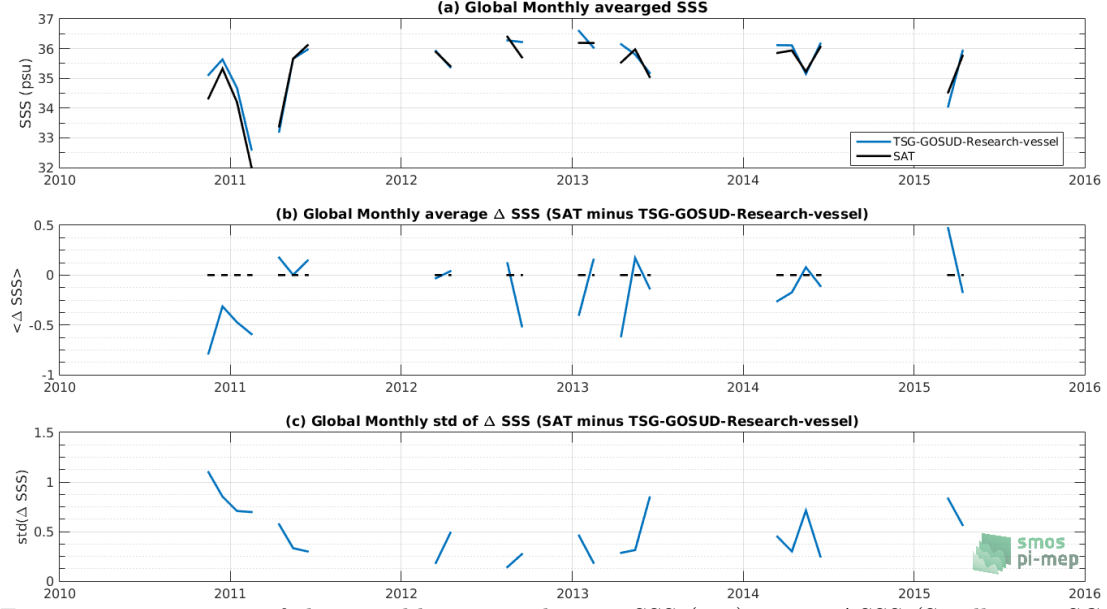 (a) Global Monthly avearged SSS
37
36
35
34
33
32
SSS (psu)
TSG-GOSUD-Research-vessel
SAT
2010 2011 2012 2013 2014 2015 2016
(b) Global Monthly average Δ SSS (SAT minus TSG-GOSUD-Research-vessel)
0.5
0
-0.5
-1
<Δ SSS>
2010 2011 2012 2013 2014 2015 2016
(c) Global Monthly std of Δ SSS (SAT minus TSG-GOSUD-Research-vessel)
1.5
1
0.5
0
std(Δ SSS)
smos
pi-mep
2010 2011 2012 2013 2014 2015 2016